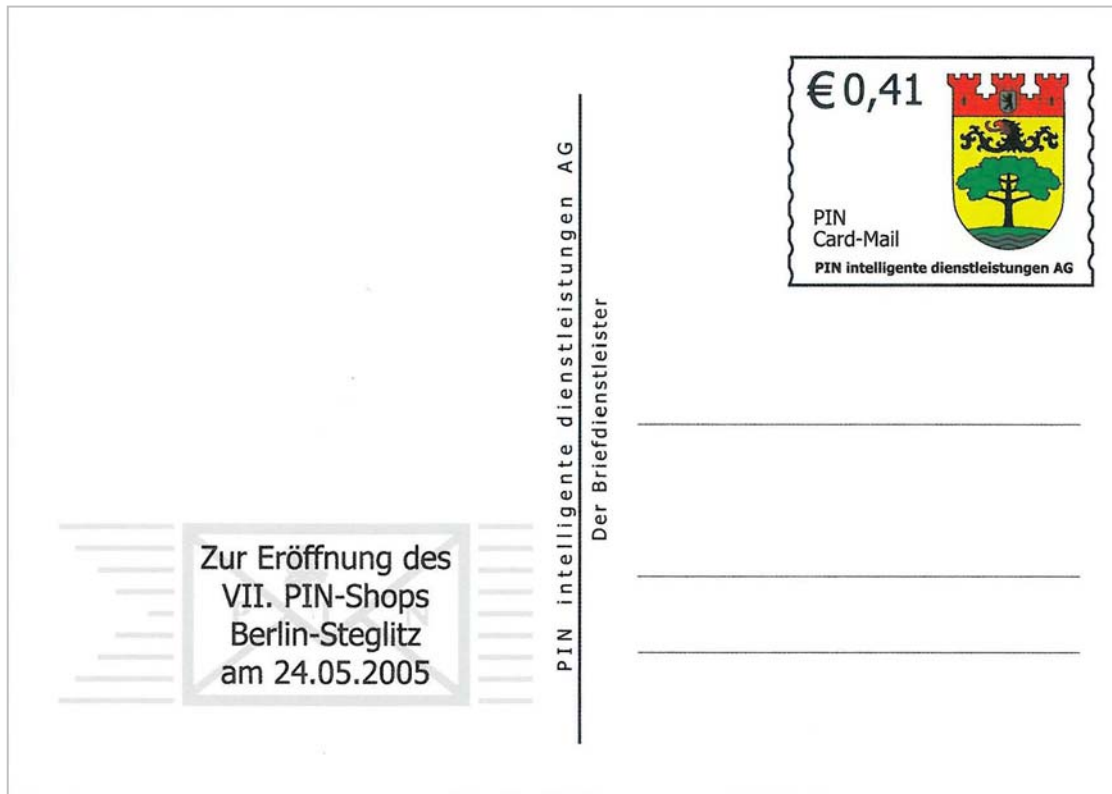 € 0,41
PIN
Card-Mail
PIN intelligente dienstleistungen AG
PIN intelligente dienstleistungen AG
Der Briefdienstleister
Zur Eröffnung des
VII. PIN-Shops
Berlin-Steglitz
am 24.05.2005